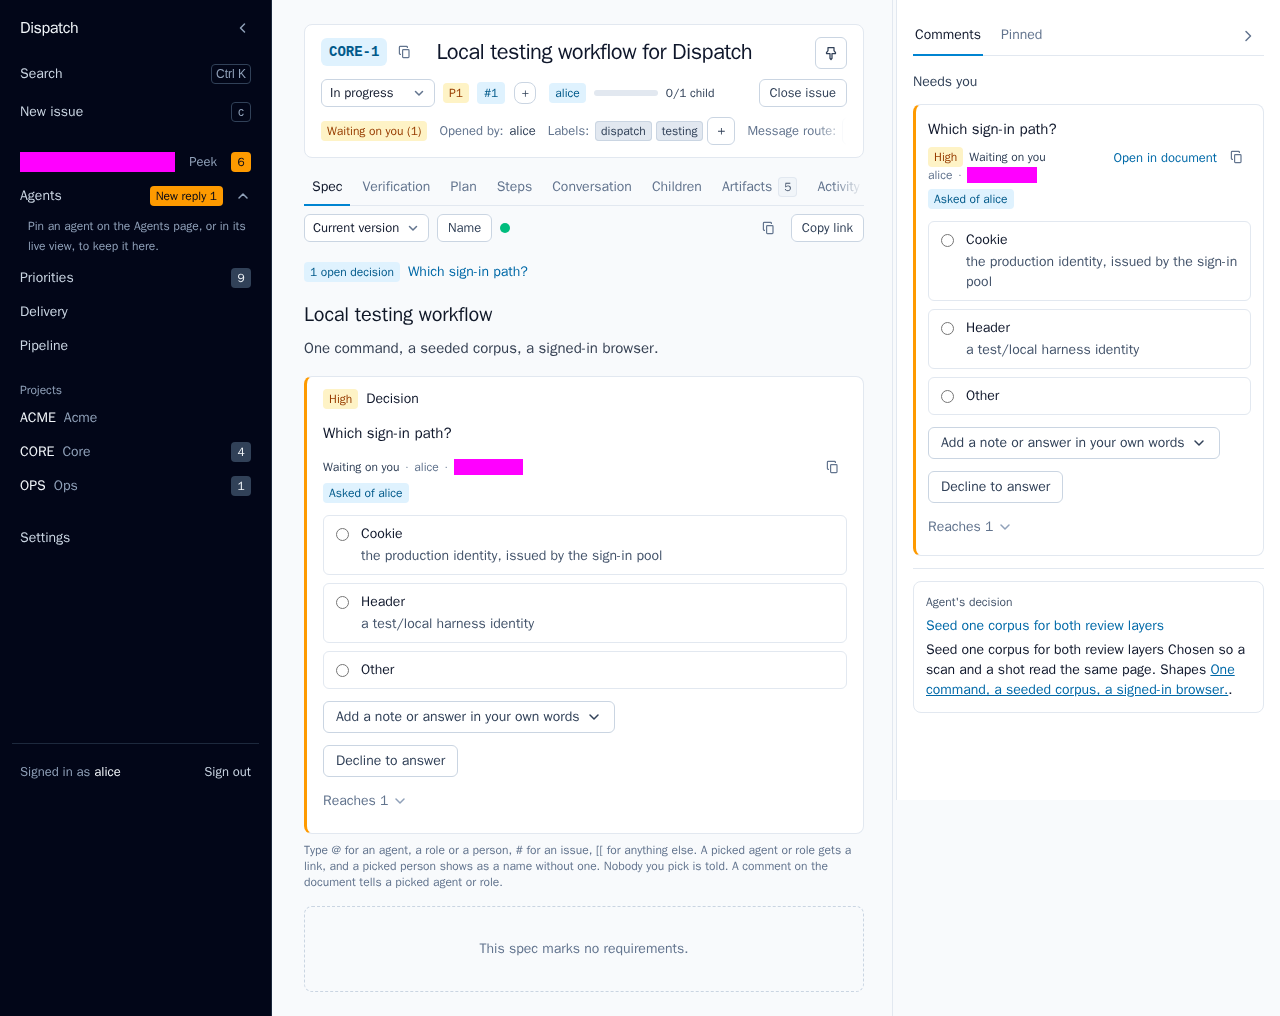 Dispatch
Search Ctrl K
New issue c
Peek 6
Agents New reply 1
Pin an agent on the Agents page, or in its
live view, to keep it here.
Priorities 9
Delivery
Pipeline
Projects
ACME Acme
CORE Core 4
OPS Ops 1
Settings
Signed in as alice Sign out
CORE-1 Local testing workflow for Dispatch
In progress P1 #1 + alice 0/1 child Close issue
Waiting on you (1) Opened by: alice Labels: dispatch testing + Message route:
Spec Verification Plan Steps Conversation Children Artifacts 5 Activity
Current version Name Copy link
1 open decision Which sign-in path?
Local testing workflow
One command, a seeded corpus, a signed-in browser.
High Decision
Which sign-in path?
Waiting on you · alice ·
Asked of alice
Cookie
the production identity, issued by the sign-in pool
Header
a test/local harness identity
Other
Add a note or answer in your own words
Decline to answer
Reaches 1
Type @ for an agent, a role or a person, # for an issue, [[ for anything else. A picked agent or role gets a
link, and a picked person shows as a name without one. Nobody you pick is told. A comment on the
document tells a picked agent or role.
This spec marks no requirements.
Comments Pinned
Needs you
Which sign-in path?
High Waiting on you Open in document
alice ·
Asked of alice
Cookie
the production identity, issued by the sign-in
pool
Header
a test/local harness identity
Other
Add a note or answer in your own words
Decline to answer
Reaches 1
Agent's decision
Seed one corpus for both review layers
Seed one corpus for both review layers Chosen so a
scan and a shot read the same page. Shapes One
command, a seeded corpus, a signed-in browser..